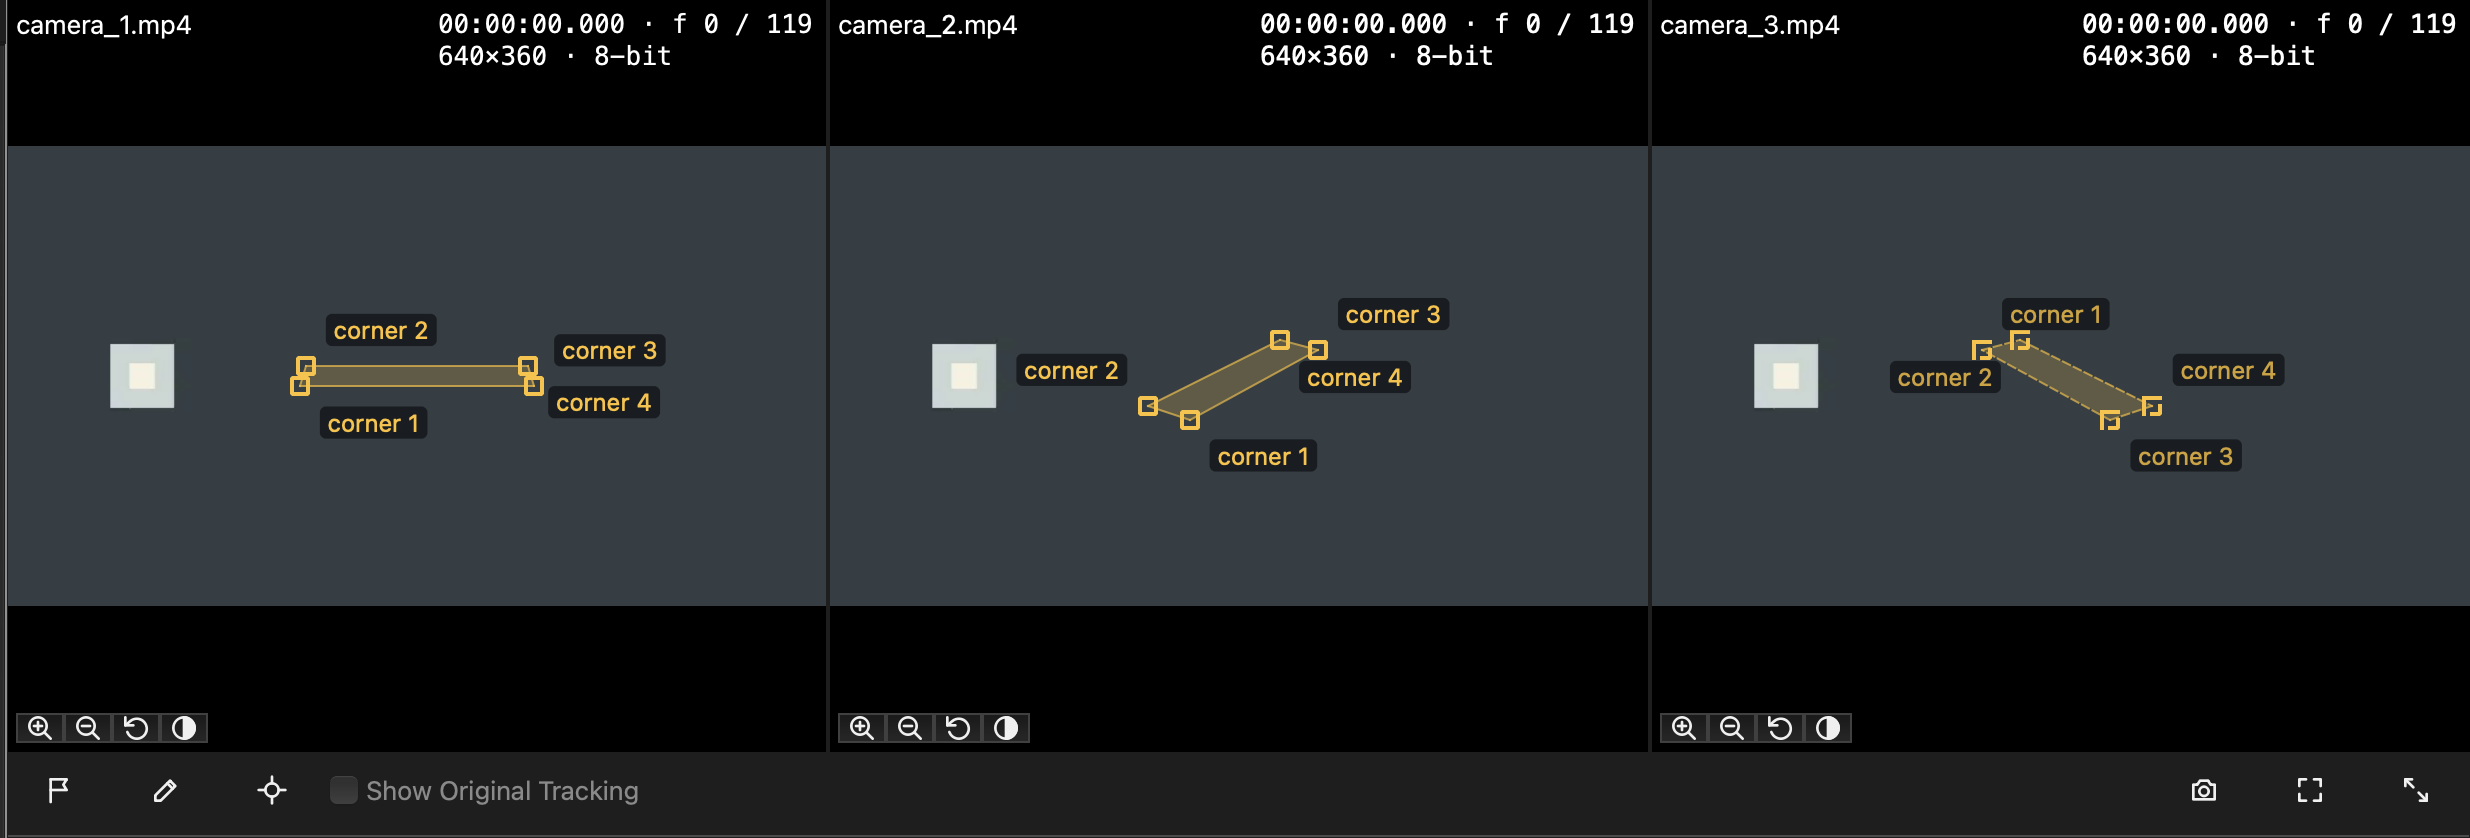 camera_1.mp4
00:00:00.000 · f 0 / 119
640×360 · 8-bit
corner 2
corner 3
corner 4
corner 1
camera_2.mp4
00:00:00.000 · f 0 / 119
640×360 · 8-bit
corner 3
corner 2
corner 4
corner 1
camera_3.mp4
00:00:00.000 · f 0 / 119
640×360 · 8-bit
corner 1
corner 4
corner 2
corner 3
Show Original Tracking